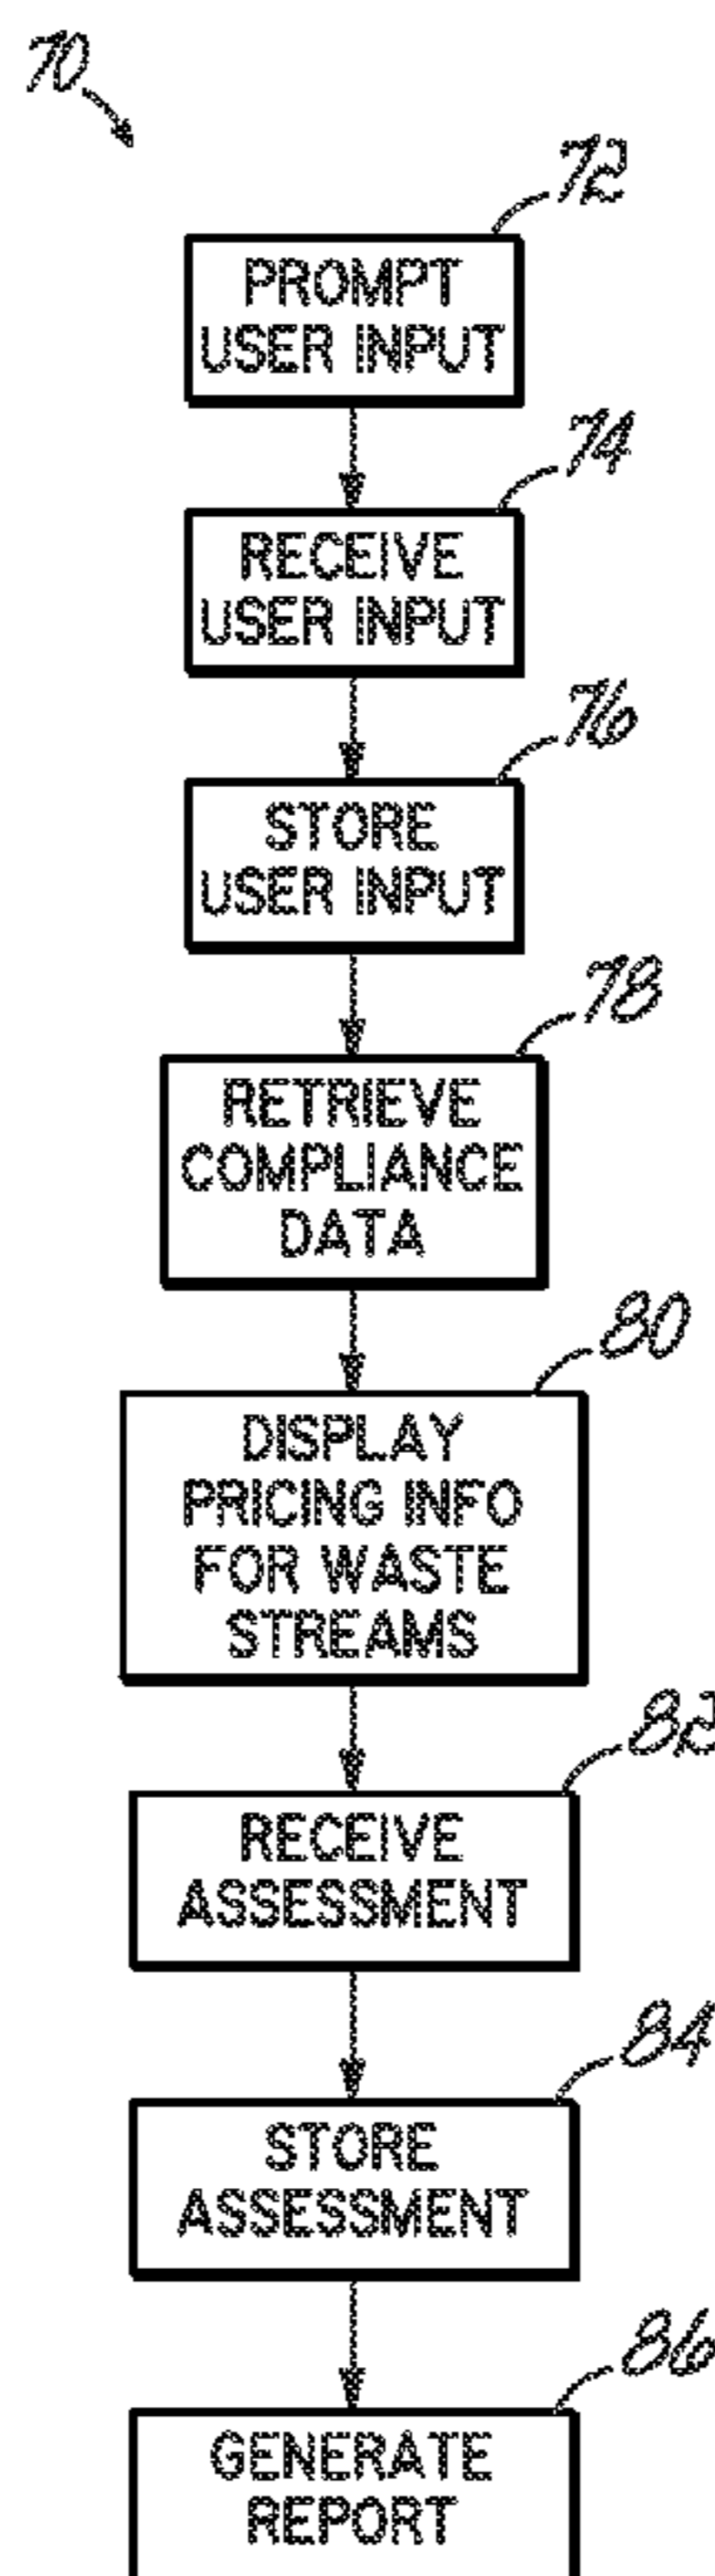 70
72
PROMPT
USER INPUT
74
RECEIVE
USER INPUT
76
STORE
USER INPUT
78
RETRIEVE
COMPLIANCE
DATA
80
DISPLAY
PRICING INFO
FOR WASTE
STREAMS
82
RECEIVE
ASSESSMENT
84
STORE
ASSESSMENT
86
GENERATE
REPORT